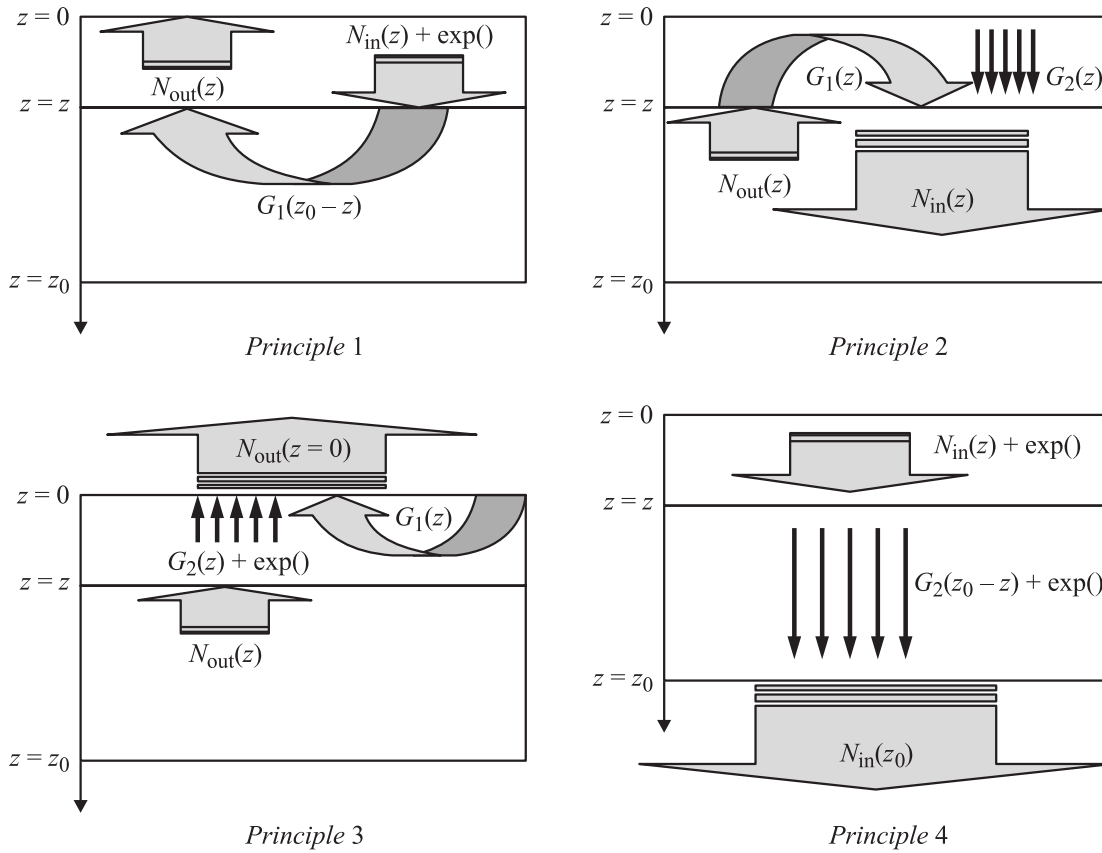 z = 0
N_in(z) + exp()
N_out(z)
z = z
G_1(z_0 – z)
z = z_0
Principle 1
z = 0
G_1(z)
G_2(z)
z = z
N_out(z)
N_in(z)
z = z_0
Principle 2
N_out(z = 0)
z = 0
G_1(z)
G_2(z) + exp()
z = z
N_out(z)
z = z_0
Principle 3
z = 0
N_in(z) + exp()
z = z
G_2(z_0 – z) + exp()
z = z_0
N_in(z_0)
Principle 4